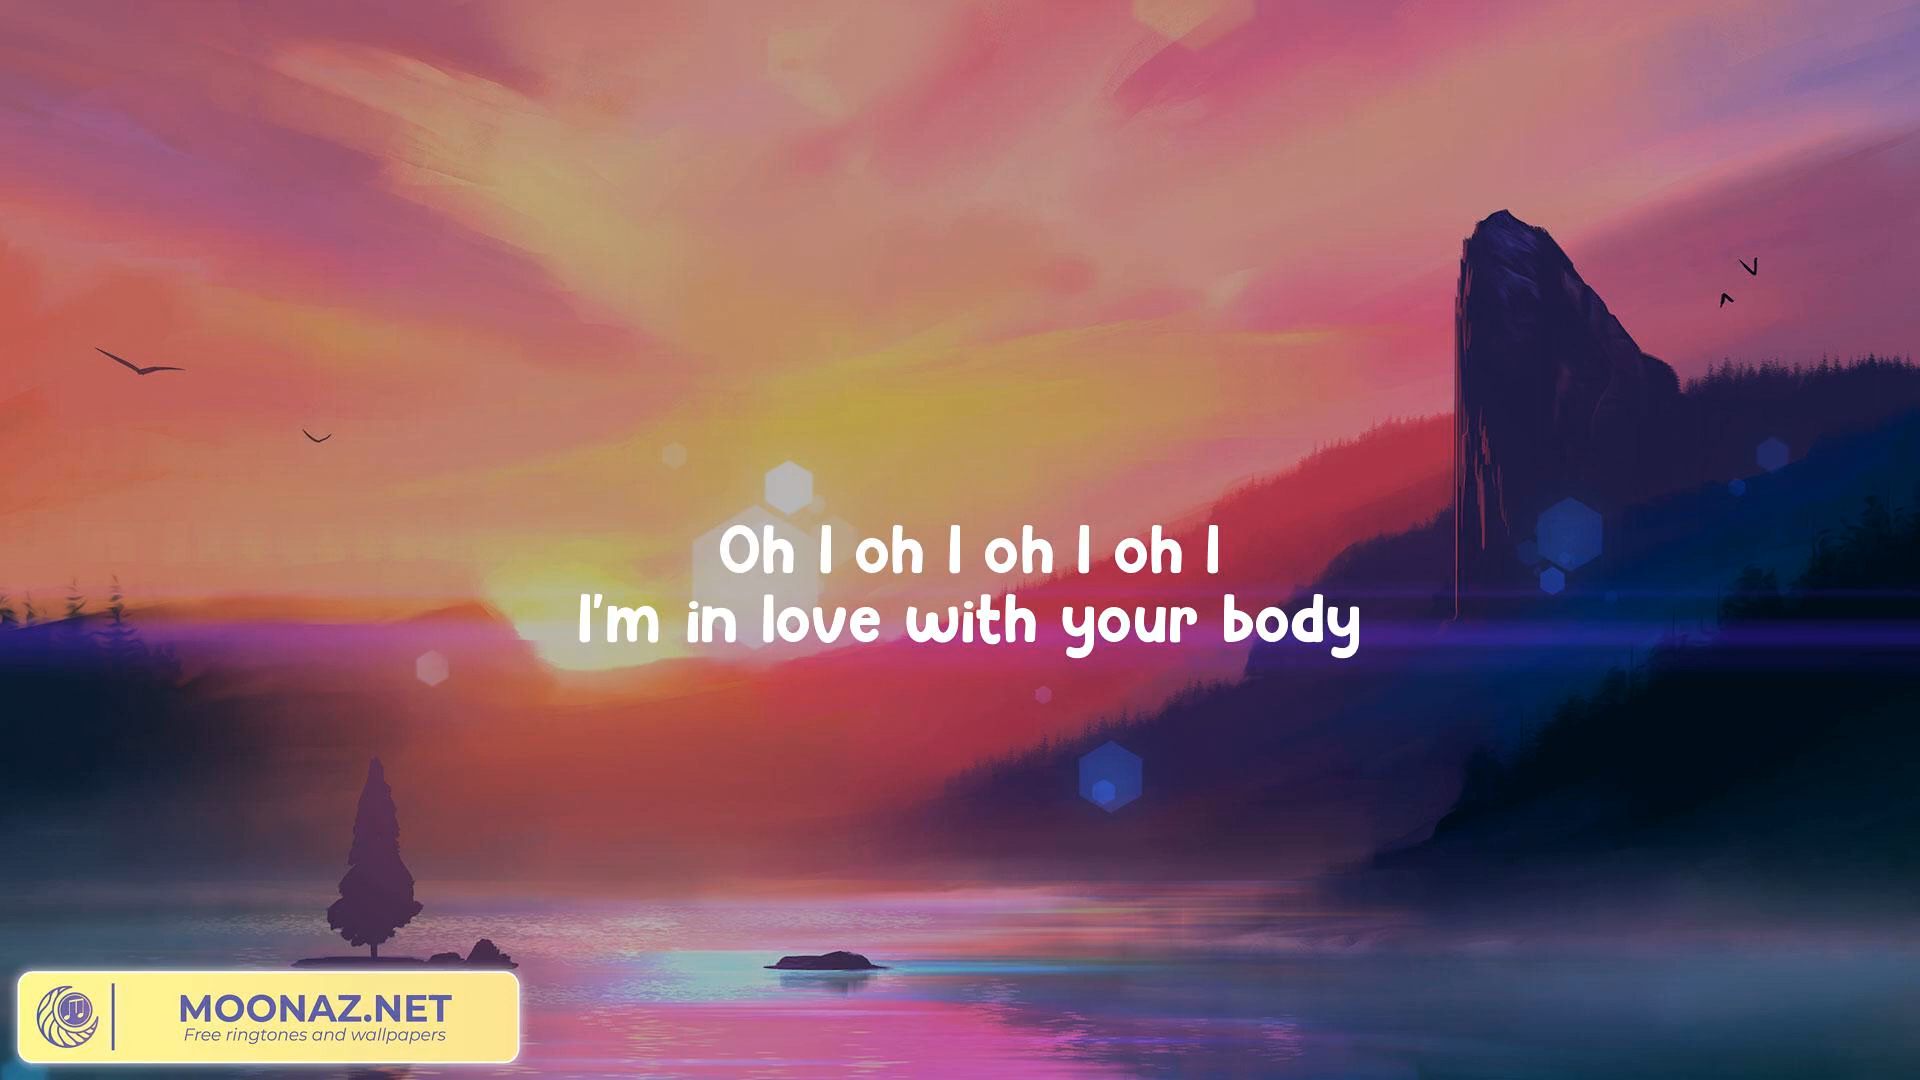 Oh I oh I oh I oh I
I'm in love with your body
MOONAZ.NET
Free ringtones and wallpapers